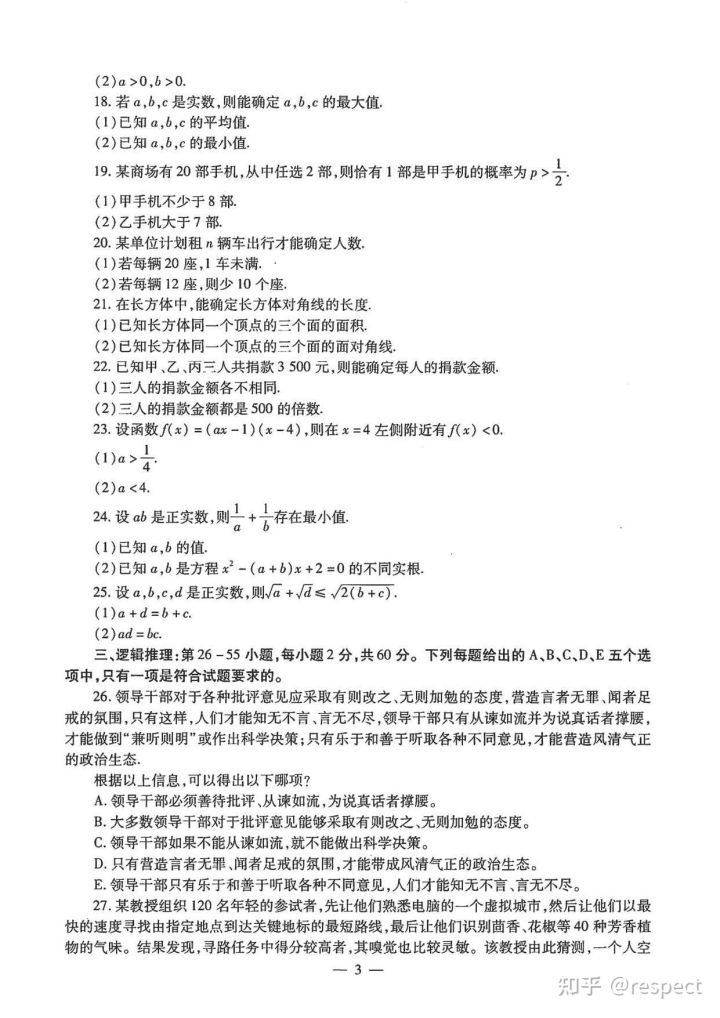 (2)a>0,b>0.
18. 若 a,b,c 是实数,则能确定 a,b,c 的最大值.
(1)已知 a,b,c 的平均值.
(2)已知 a,b,c 的最小值.
19. 某商场有 20 部手机,从中任选 2 部,则恰有 1 部是甲手机的概率为 p>1/2.
(1)甲手机不少于 8 部.
(2)乙手机大于 7 部.
20. 某单位计划租 n 辆车出行才能确定人数.
(1)若每辆 20 座,1 车未满.
(2)若每辆 12 座,则少 10 个座.
21. 在长方体中,能确定长方体对角线的长度.
(1)已知长方体同一个顶点的三个面的面积.
(2)已知长方体同一个顶点的三个面的面对角线.
22. 已知甲、乙、丙三人共捐款 3 500 元,则能确定每人的捐款金额.
(1)三人的捐款金额各不相同.
(2)三人的捐款金额都是 500 的倍数.
23. 设函数 f(x)=(ax-1)(x-4),则在 x=4 左侧附近有 f(x)<0.
(1)a>1/4.
(2)a<4.
24. 设 ab 是正实数,则1/a+1/b存在最小值.
(1)已知 a,b 的值.
(2)已知 a,b 是方程 x²-(a+b)x+2=0 的不同实根.
25. 设 a,b,c,d 是正实数,则√a+√d≤√2(b+c).
(1)a+d=b+c.
(2)ad=bc.
三、逻辑推理:第 26-55 小题,每小题 2 分,共 60 分。下列每题给出的 A、B、C、D、E 五个选
项中,只有一项是符合试题要求的。
26. 领导干部对于各种批评意见应采取有则改之、无则加勉的态度,营造言者无罪、闻者足
戒的氛围,只有这样,人们才能知无不言、言无不尽,领导干部只有从谏如流并为说真话者撑腰,
才能做到“兼听则明”或作出科学决策;只有乐于和善于听取各种不同意见,才能营造风清气正
的政治生态.
根据以上信息,可以得出以下哪项?
A. 领导干部必须善待批评、从谏如流,为说真话者撑腰。
B. 大多数领导干部对于批评意见能够采取有则改之、无则加勉的态度。
C. 领导干部如果不能从谏如流,就不能做出科学决策。
D. 只有营造言者无罪、闻者足戒的氛围,才能带成风清气正的政治生态。
E. 领导干部只有乐于和善于听取各种不同意见,人们才能知无不言、言无不尽。
27. 某教授组织 120 名年轻的参试者,先让他们熟悉电脑的一个虚拟城市,然后让他们以最
快的速度寻找由指定地点到达关键地标的最短路线,最后让他们识别茴香、花椒等 40 种芳香植
物的气味。结果发现,寻路任务中得分较高者,其嗅觉也比较灵敏。该教授由此猜测,一个人空
— 3 —
知乎 @respect